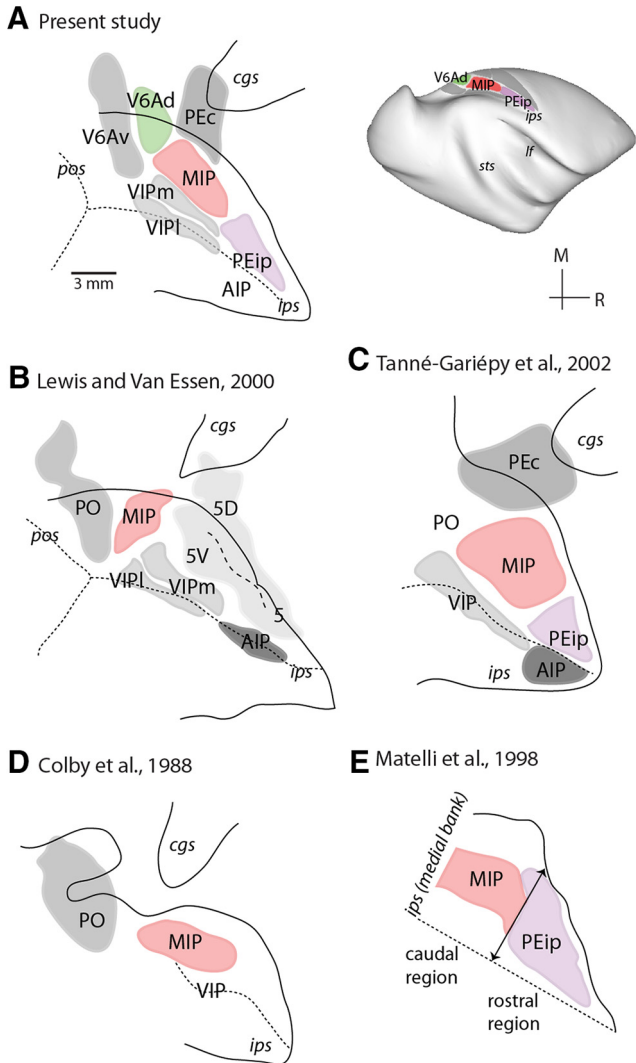 A Present study
cgs
V6Ad
PEc
V6Av
pos
MIP
VIPm
VIPl
PEip
AIP
ips
3 mm
V6Ad
MIP
PEip
ips
lf
sts
M
R
B Lewis and Van Essen, 2000
cgs
PO
MIP
5D
pos
5V
VIPl
VIPm
5
AIP
ips
C Tanné-Gariépy et al., 2002
cgs
PEc
PO
MIP
VIP
PEip
ips
AIP
D Colby et al., 1988
cgs
PO
MIP
VIP
ips
E Matelli et al., 1998
ips (medial bank)
MIP
PEip
caudal
region
rostral
region